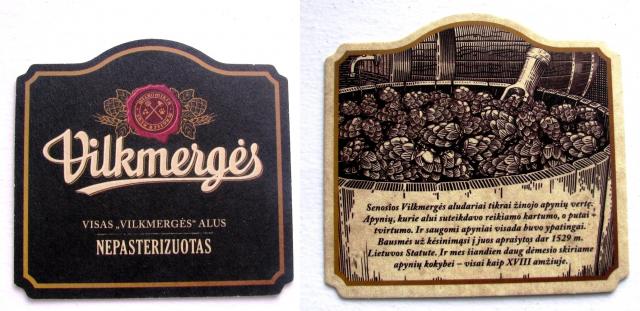 Vilkmergės
VISAS „VILKMERGĖS“ ALUS
NEPASTERIZUOTAS
Senosios Vilkmergės aludariai tikrai žinojo apynių vertę.
Apynių, kurie alui suteikdavo reikiamo kartumo, o putai –
tvirtumo. Ir saugomi apyniai visada buvo ypatingai.
Bausmės už kėsinimąsi į juos aprašytos dar 1529 m.
Lietuvos Statute. Ir mes šiandien daug dėmesio skiriame
apynių kokybei – visai kaip XVIII amžiuje.